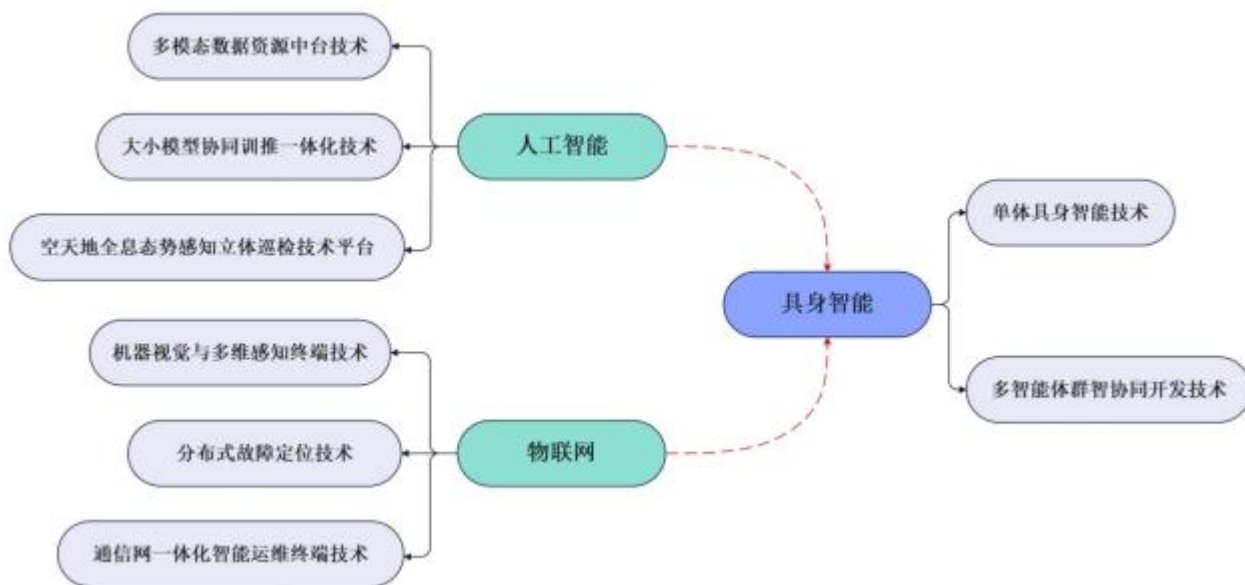 多模态数据资源中台技术
大小模型协同训推一体化技术
空天地全息态势感知立体巡检技术平台
人工智能
机器视觉与多维感知终端技术
分布式故障定位技术
通信网一体化智能运维终端技术
物联网
具身智能
单体具身智能技术
多智能体群智协同开发技术